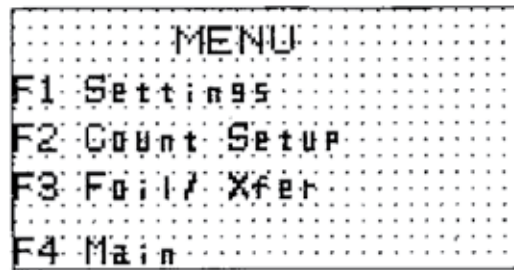 MENU
F1 Settings
F2 Count Setup
F3 Foil/ Xfer
F4 Main